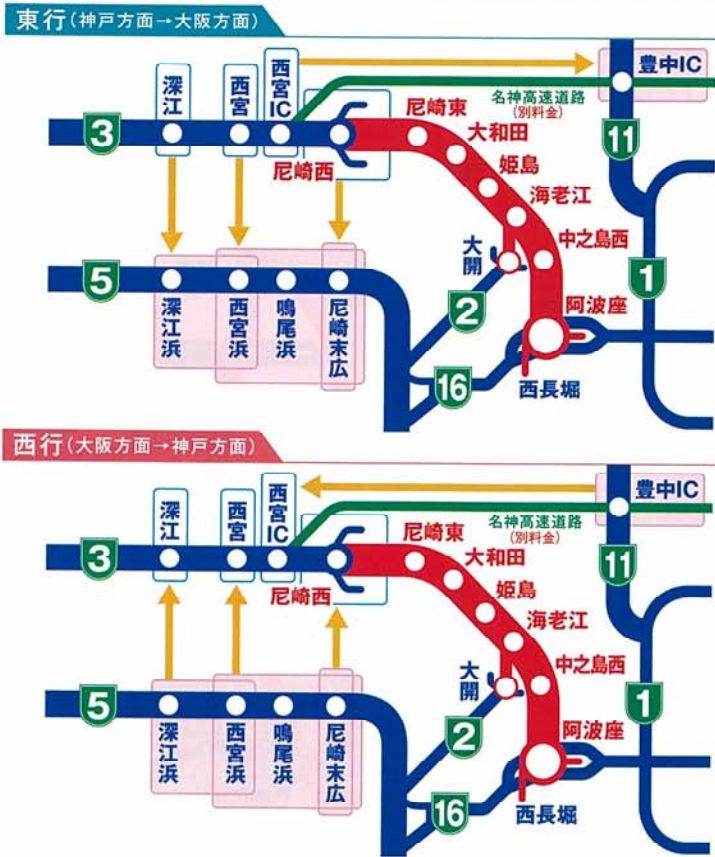 東行(神戸方面→大阪方面)
深江
西宮
西宮IC
豊中IC
名神高速道路
(別料金)
3
尼崎西
尼崎東
大和田
姫島
海老江
中之島西
大開
阿波座
西長堀
11
1
2
16
5
深江浜
西宮浜
鳴尾浜
尼崎末広
西行(大阪方面→神戸方面)
深江
西宮
西宮IC
豊中IC
名神高速道路
(別料金)
3
尼崎西
尼崎東
大和田
姫島
海老江
中之島西
大開
阿波座
西長堀
11
1
2
16
5
深江浜
西宮浜
鳴尾浜
尼崎末広